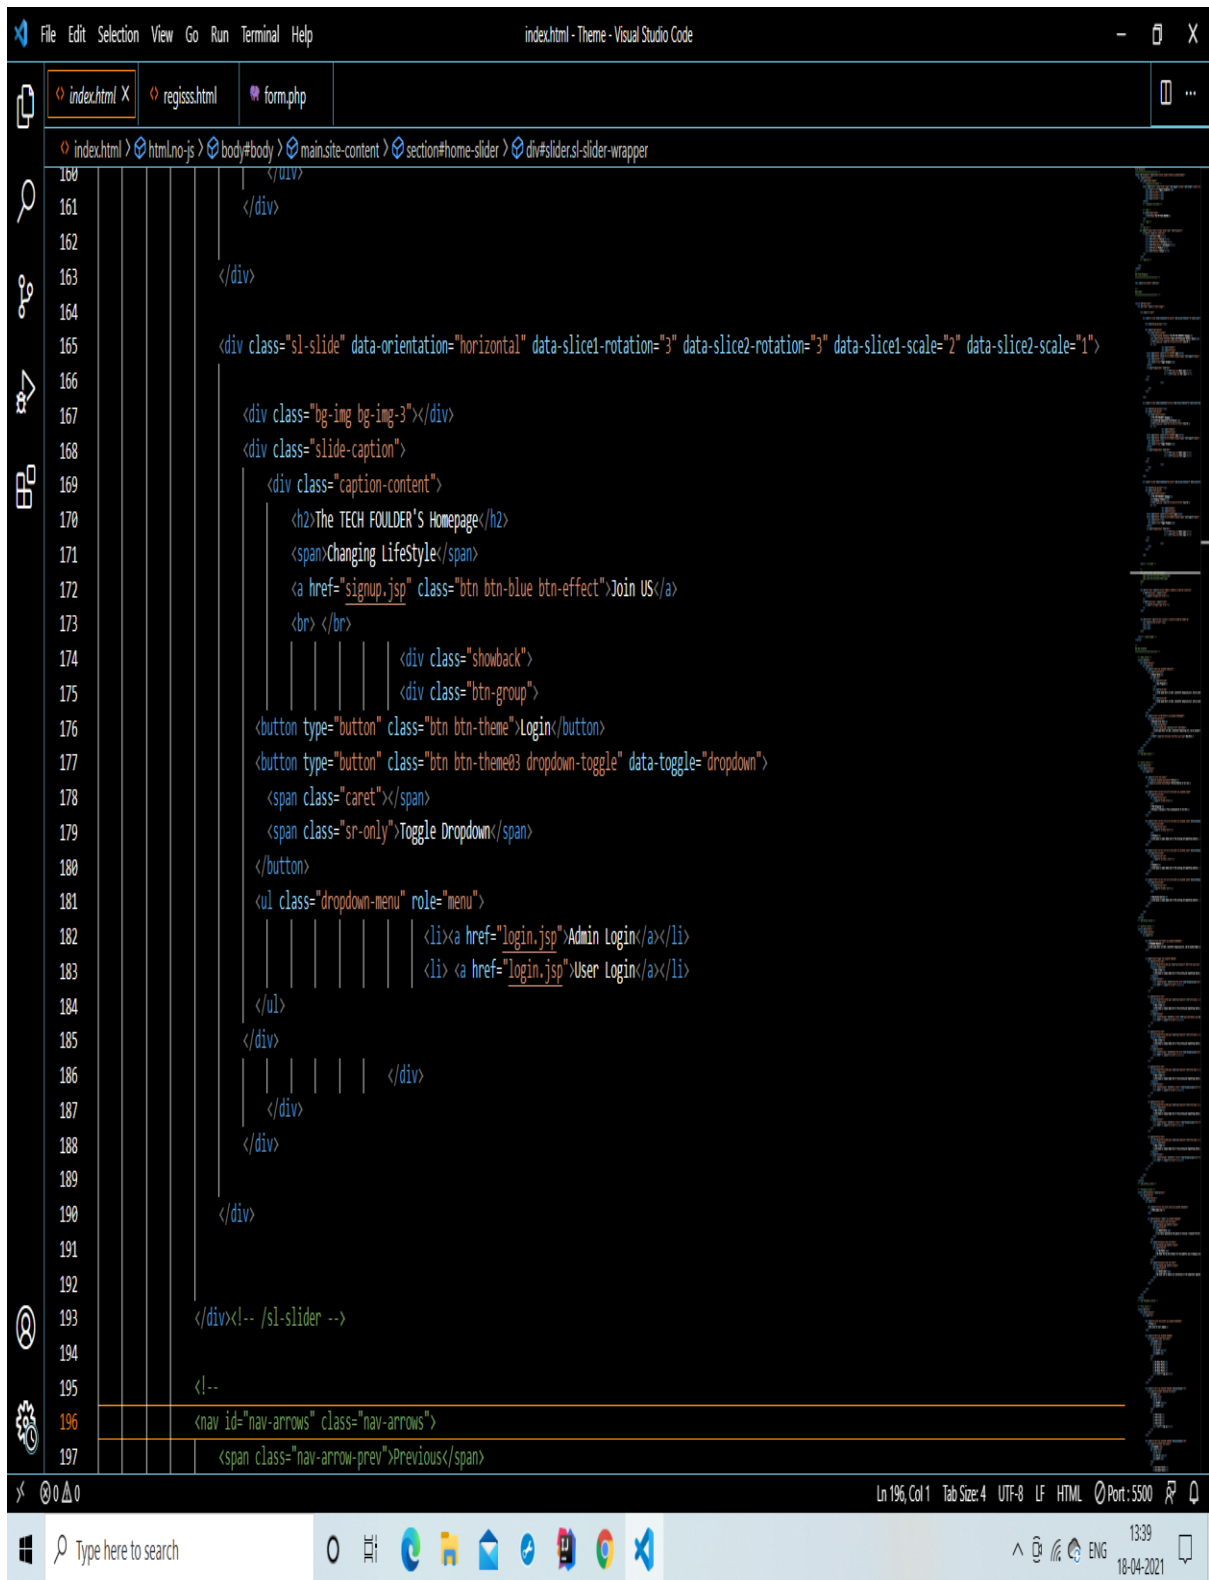 File Edit Selection View Go Run Terminal Help index.html - Theme - Visual Studio Code
index.html regisss.html form.php
index.html > html.no-js > body#body > main.site-content > section#home-slider > div#slider.sl-slider-wrapper
160 </div>
161 </div>
162
163 </div>
164
165 <div class="sl-slide" data-orientation="horizontal" data-slice1-rotation="3" data-slice2-rotation="3" data-slice1-scale="2" data-slice2-scale="1">
166
167 <div class="bg-img bg-img-3"></div>
168 <div class="slide-caption">
169 <div class="caption-content">
170 <h2>The TECH FOULDER'S Homepage</h2>
171 <span>Changing LifeStyle</span>
172 <a href="signup.jsp" class="btn btn-blue btn-effect">Join US</a>
173 <br> </br>
174 <div class="showback">
175 <div class="btn-group">
176 <button type="button" class="btn btn-theme">Login</button>
177 <button type="button" class="btn btn-theme03 dropdown-toggle" data-toggle="dropdown">
178 <span class="caret"></span>
179 <span class="sr-only">Toggle Dropdown</span>
180 </button>
181 <ul class="dropdown-menu" role="menu">
182 <li><a href="login.jsp">Admin Login</a></li>
183 <li> <a href="login.jsp">User Login</a></li>
184 </ul>
185 </div>
186 </div>
187 </div>
188 </div>
189
190 </div>
191
192
193 </div><!-- /sl-slider -->
194
195 <!--
196 <nav id="nav-arrows" class="nav-arrows">
197 <span class="nav-arrow-prev">Previous</span>
0 0 Ln 196, Col 1 Tab Size: 4 UTF-8 LF HTML Port : 5500
Type here to search ENG 13:39
18-04-2021